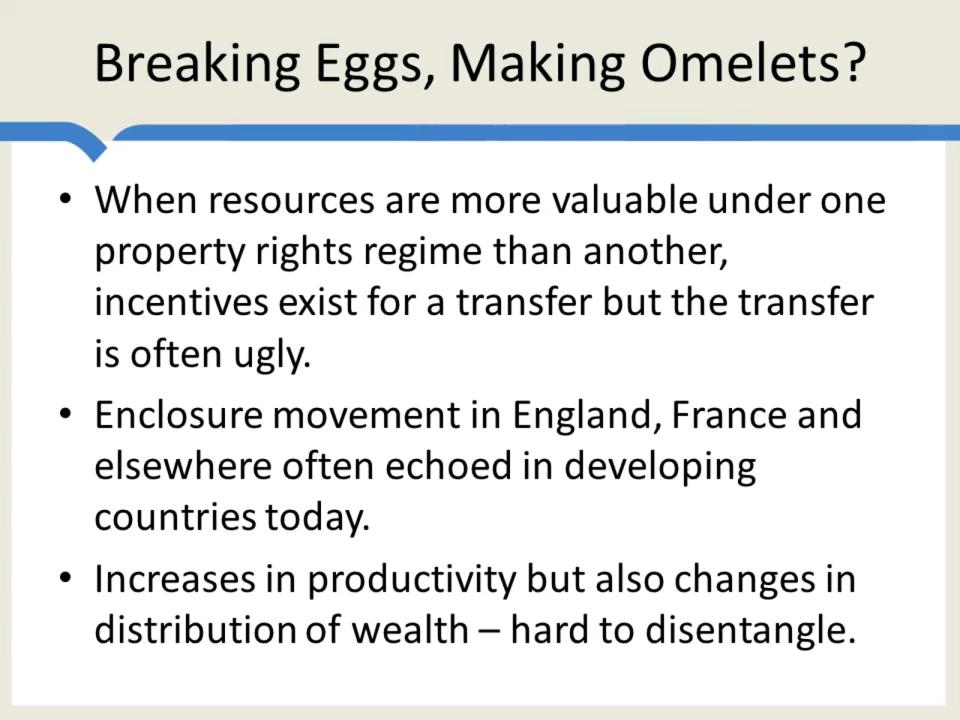 Breaking Eggs, Making Omelets?
• When resources are more valuable under one
property rights regime than another,
incentives exist for a transfer but the transfer
is often ugly.
• Enclosure movement in England, France and
elsewhere often echoed in developing
countries today.
• Increases in productivity but also changes in
distribution of wealth – hard to disentangle.